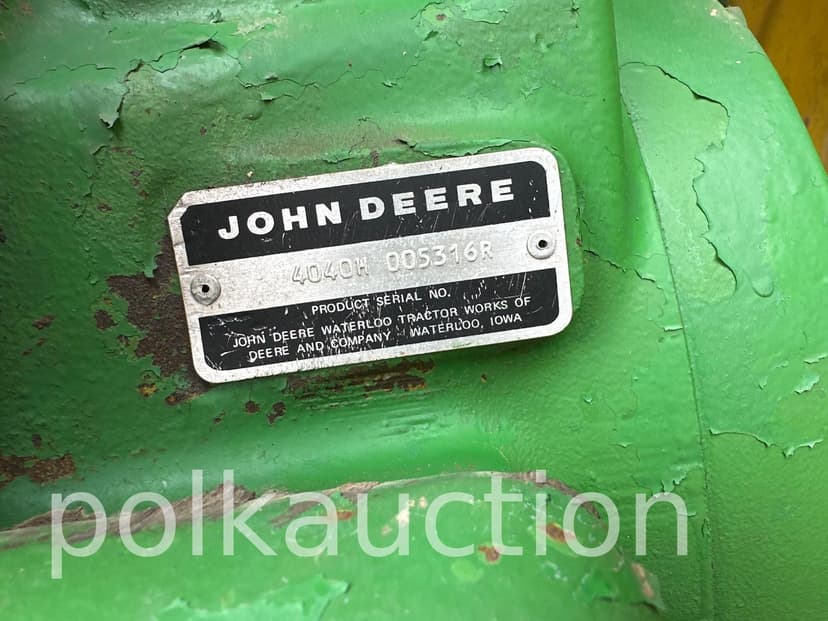 JOHN DEERE
4040H 005316R
PRODUCT SERIAL NO.
JOHN DEERE WATERLOO TRACTOR WORKS OF
DEERE AND COMPANY WATERLOO, IOWA
polkauction